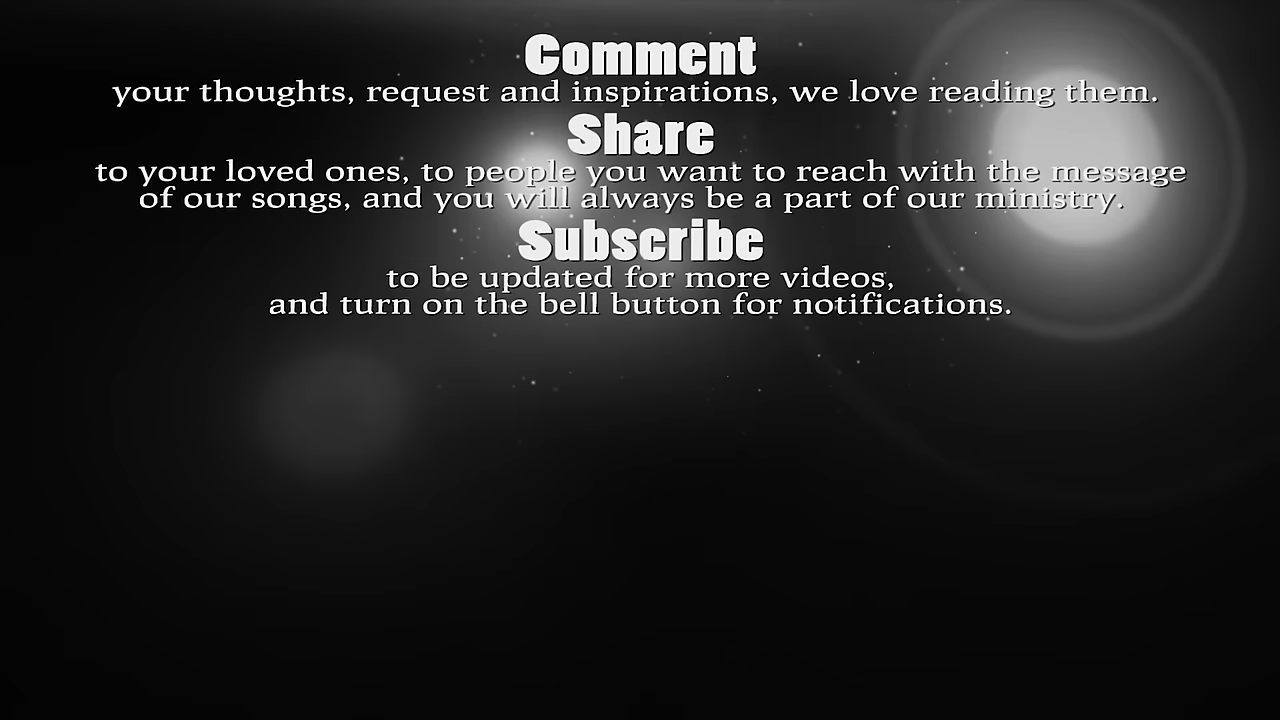 Comment
your thoughts, request and inspirations, we love reading them.
Share
to your loved ones, to people you want to reach with the message
of our songs, and you will always be a part of our ministry.
Subscribe
to be updated for more videos,
and turn on the bell button for notifications.